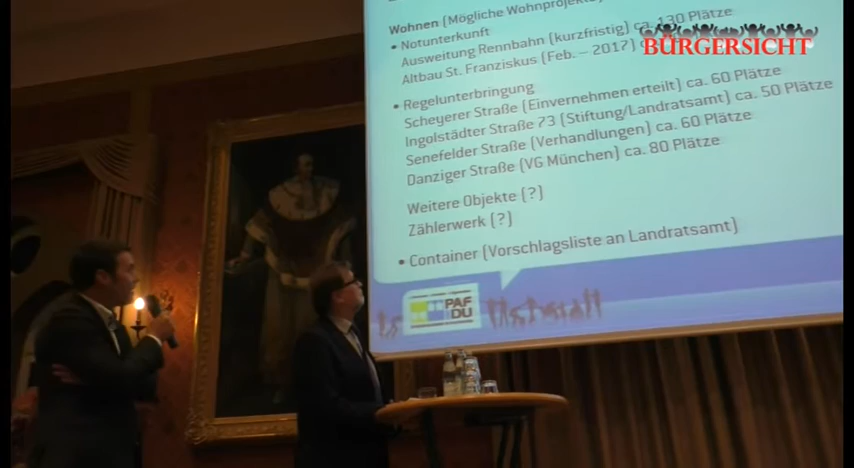 BÜRGERSICHT
Wohnen (Mögliche Wohnprojekte)
• Notunterkunft
Ausweitung Rennbahn (kurzfristig) ca. 130 Plätze
Altbau St. Franziskus (Feb. – 2017)
• Regelunterbringung
Scheyerer Straße (Einvernehmen erteilt) ca. 60 Plätze
Ingolstädter Straße 73 (Stiftung/Landratsamt) ca. 50 Plätze
Senefelder Straße (Verhandlungen) ca. 60 Plätze
Danziger Straße (VG München) ca. 80 Plätze
Weitere Objekte (?)
Zählerwerk (?)
• Container (Vorschlagsliste an Landratsamt)
PAF
DU